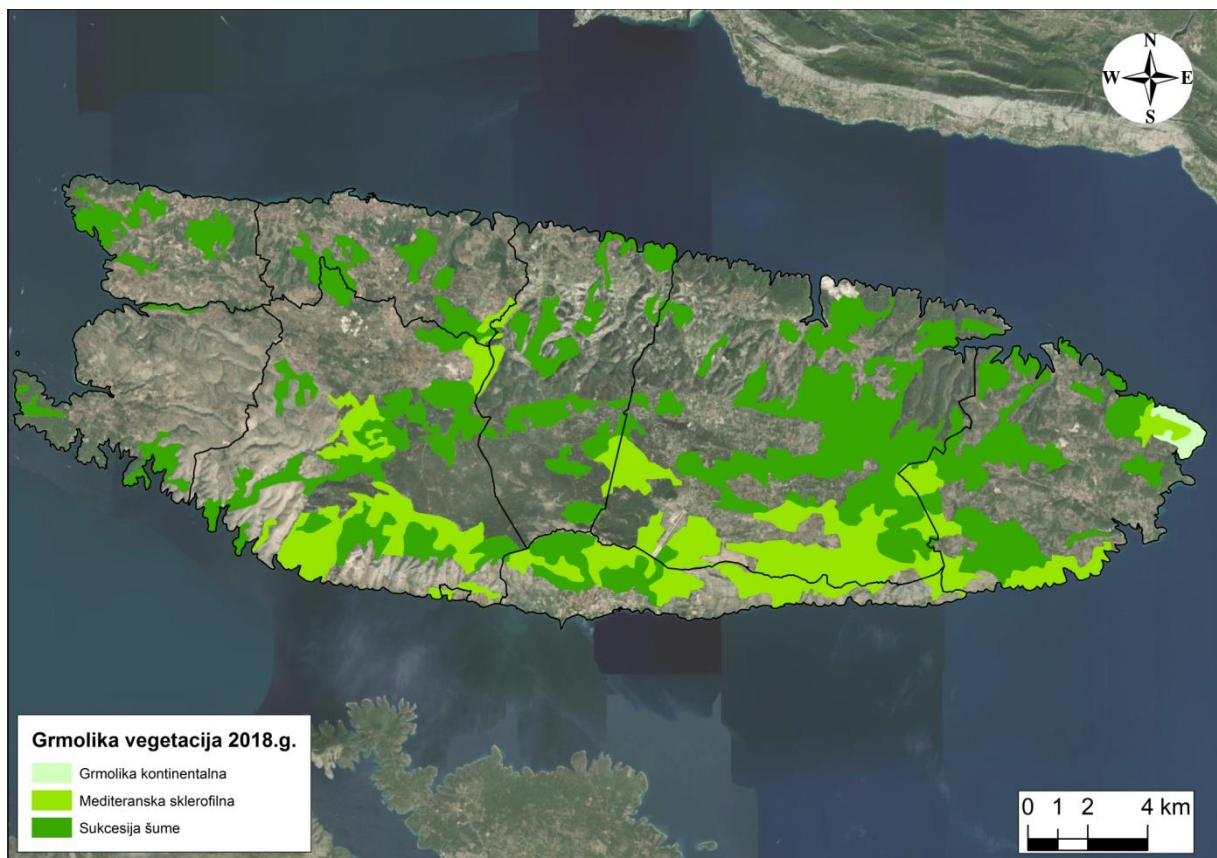 N
W E
S
Grmolika vegetacija 2018.g.
Grmolika kontinentalna
Mediteranska sklerofilna
Sukcesija šume
0 1 2 4 km